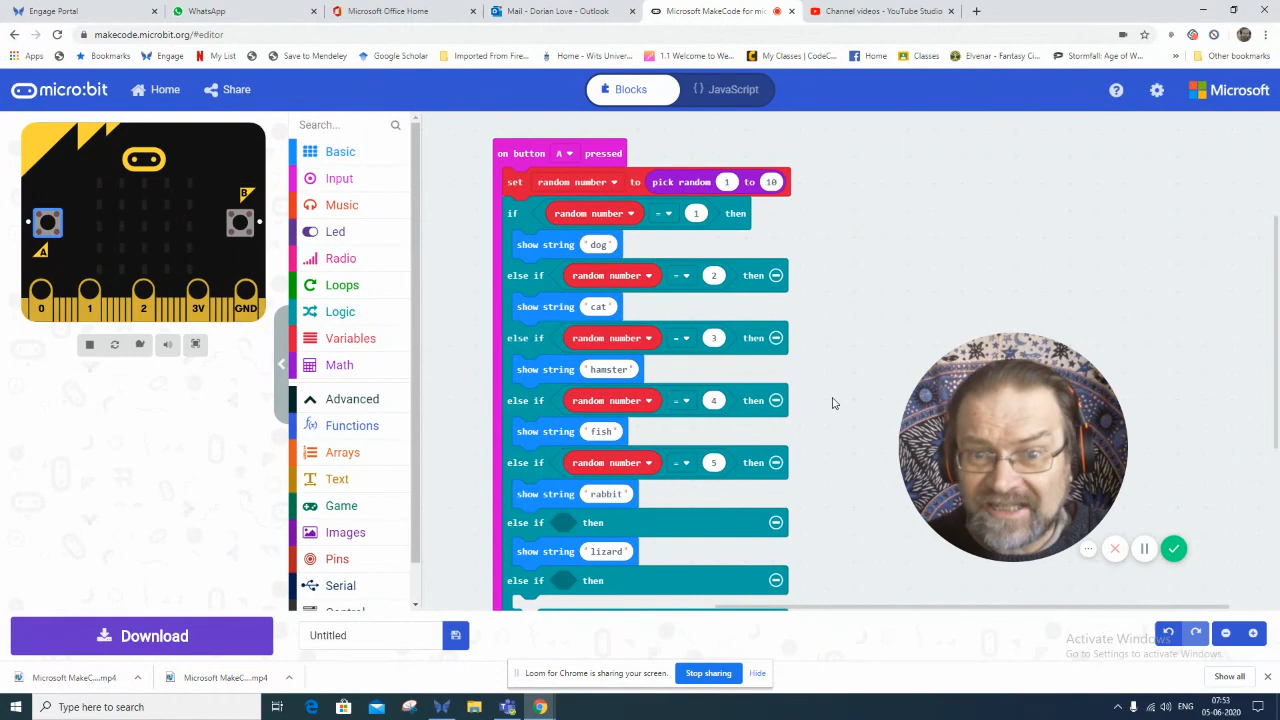 Engage Portal
WhatsApp
Microsoft Office Home
Mail - Dorian Love - Outlook
Microsoft MakeCode for mic
Channel videos - YouTube Studio
makecode.microbit.org/#editor
Apps
Bookmarks
Engage
My List
Save to Mendeley
Google Scholar
Imported From Fire...
Home - Wits Univer...
1.1 Welcome to We...
My Classes | CodeC...
Home
Classes
Elvenar - Fantasy Ci...
Stormfall: Age of W...
»
Other bookmarks
micro:bit
Home
Share
Blocks
{} JavaScript
Microsoft
Search...
Basic
Input
Music
Led
Radio
Loops
Logic
Variables
Math
Advanced
Functions
Arrays
Text
Game
Images
Pins
Serial
Control
A
B
0 1 2 3V GND
on button A pressed
set random number to pick random 1 to 10
if random number = 1 then
show string "dog"
else if random number = 2 then
show string "cat"
else if random number = 3 then
show string "hamster"
else if random number = 4 then
show string "fish"
else if random number = 5 then
show string "rabbit"
else if then
show string "lizard"
else if then
Download
Untitled
Activate Windows
Go to Settings to activate Windows.
Microsoft MakeC....mp4
Microsoft MakeC....mp4
Loom for Chrome is sharing your screen.
Stop sharing
Hide
Show all
Type here to search
ENG
07:53
05-06-2020